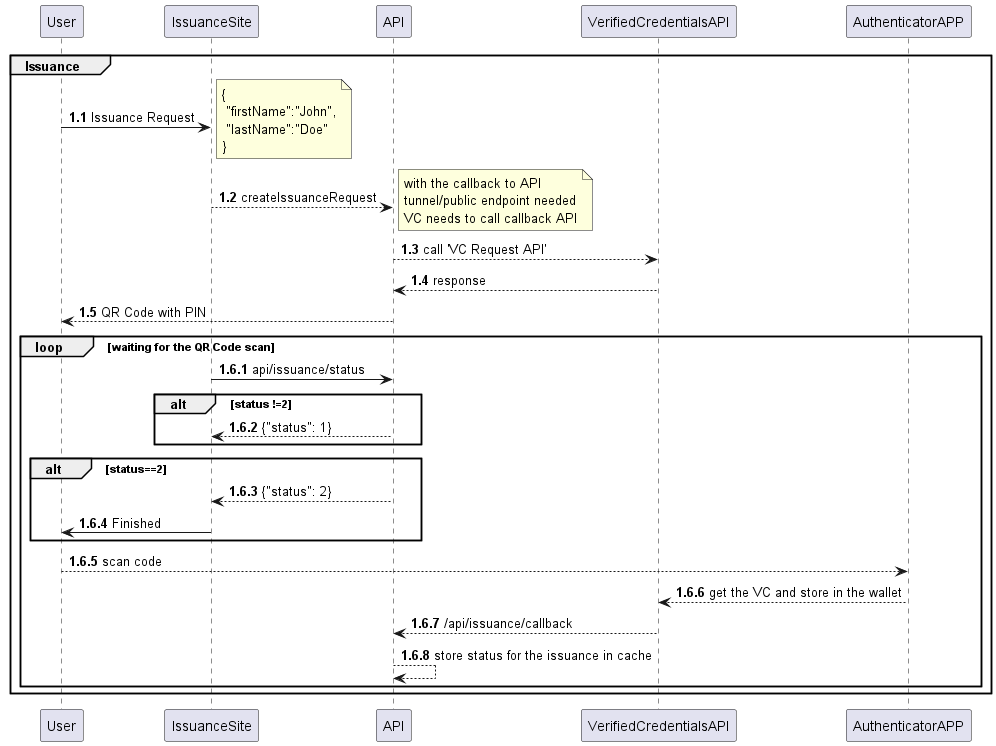 User
IssuanceSite
API
VerifiedCredentialsAPI
AuthenticatorAPP
Issuance
{
"firstName":"John",
"lastName":"Doe"
}
1.1 Issuance Request
with the callback to API
tunnel/public endpoint needed
VC needs to call callback API
1.2 createIssuanceRequest
1.3 call 'VC Request API'
1.4 response
1.5 QR Code with PIN
loop [waiting for the QR Code scan]
1.6.1 api/issuance/status
alt [status !=2]
1.6.2 {"status": 1}
alt [status==2]
1.6.3 {"status": 2}
1.6.4 Finished
1.6.5 scan code
1.6.6 get the VC and store in the wallet
1.6.7 /api/issuance/callback
1.6.8 store status for the issuance in cache
User
IssuanceSite
API
VerifiedCredentialsAPI
AuthenticatorAPP